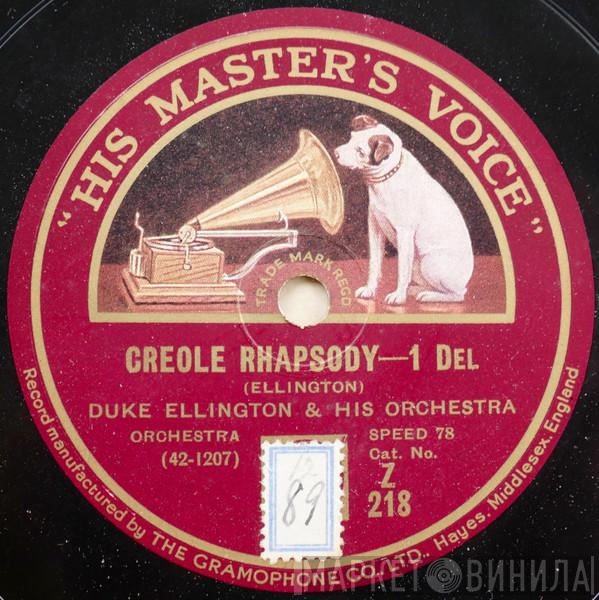 "HIS MASTER'S VOICE"
TRADE MARK REGD
CREOLE RHAPSODY—1 DEL
(ELLINGTON)
DUKE ELLINGTON & HIS ORCHESTRA
ORCHESTRA
SPEED 78
(42-1207)
Cat. No.
Z
218
89
Record manufactured by THE GRAMOPHONE CO., LTD., Hayes, Middlesex, England.
МАРКЕТ ВИНИЛА